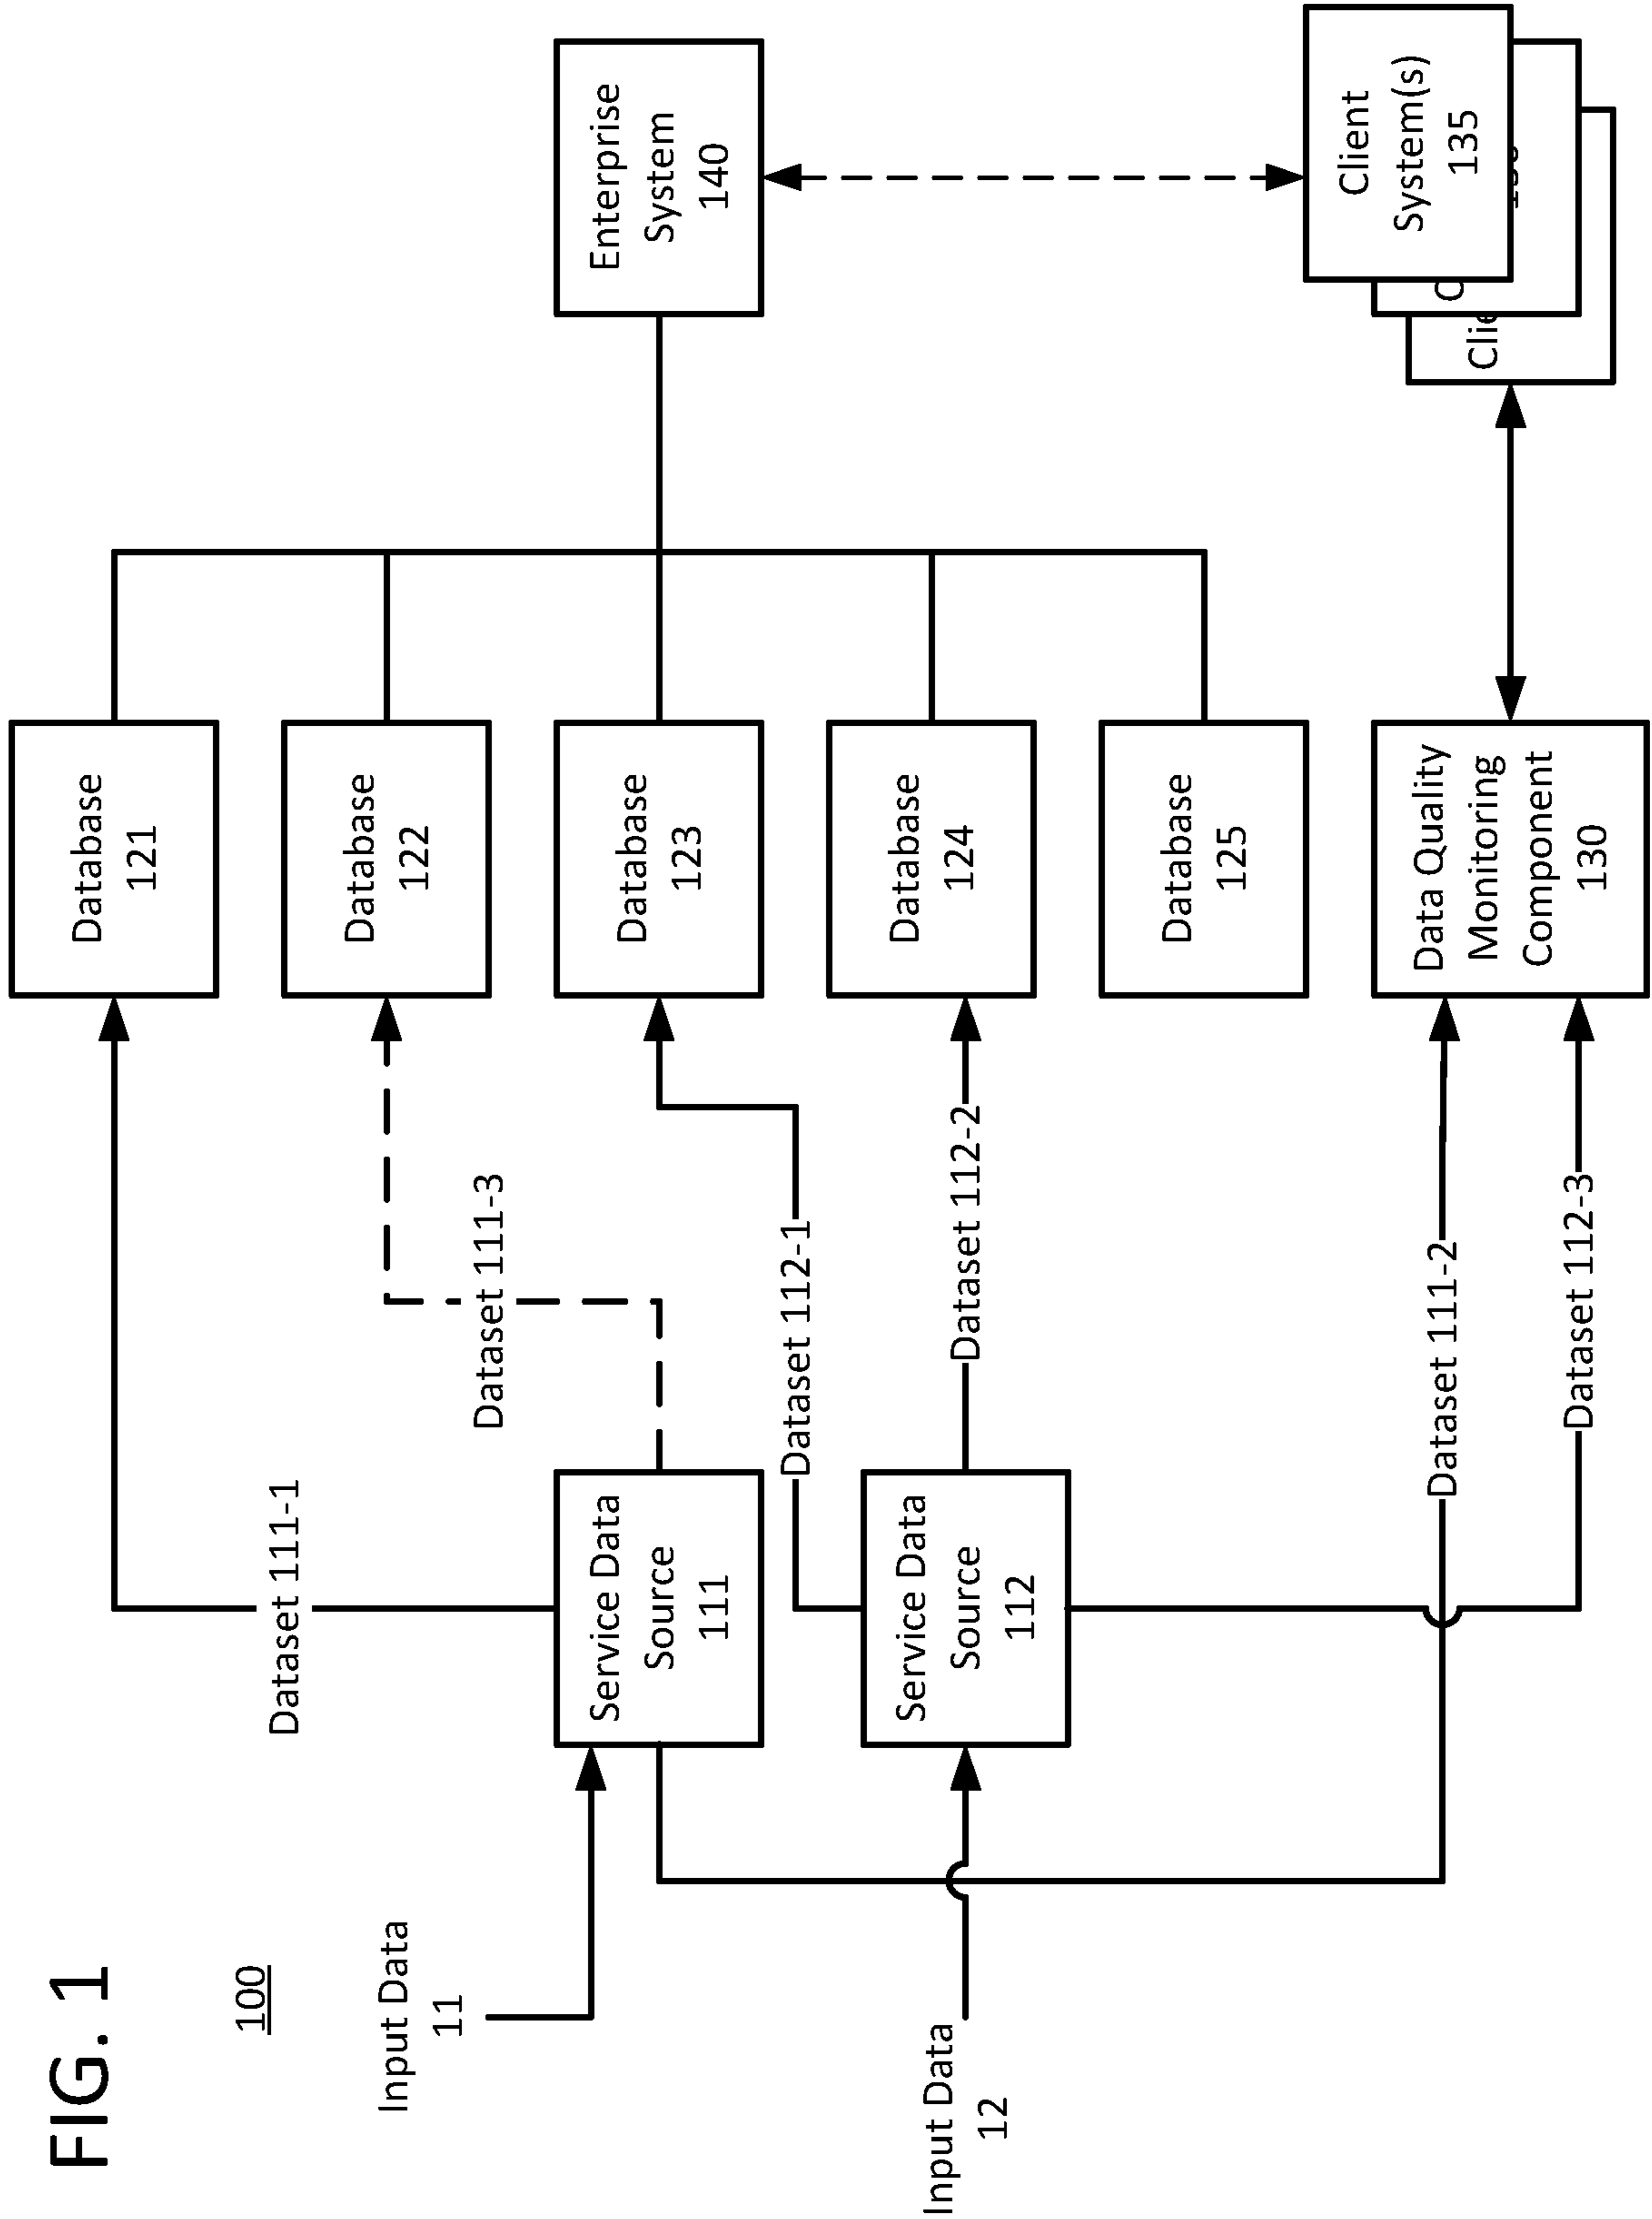 FIG. 1
100
Input Data
11
Input Data
12
Dataset 111-1
Service Data
Source
111
Service Data
Source
112
Dataset 111-3
Dataset 112-1
Dataset 112-2
Dataset 111-2
Dataset 112-3
Database
121
Database
122
Database
123
Database
124
Database
125
Data Quality
Monitoring
Component
130
Enterprise
System
140
Client
System(s)
135